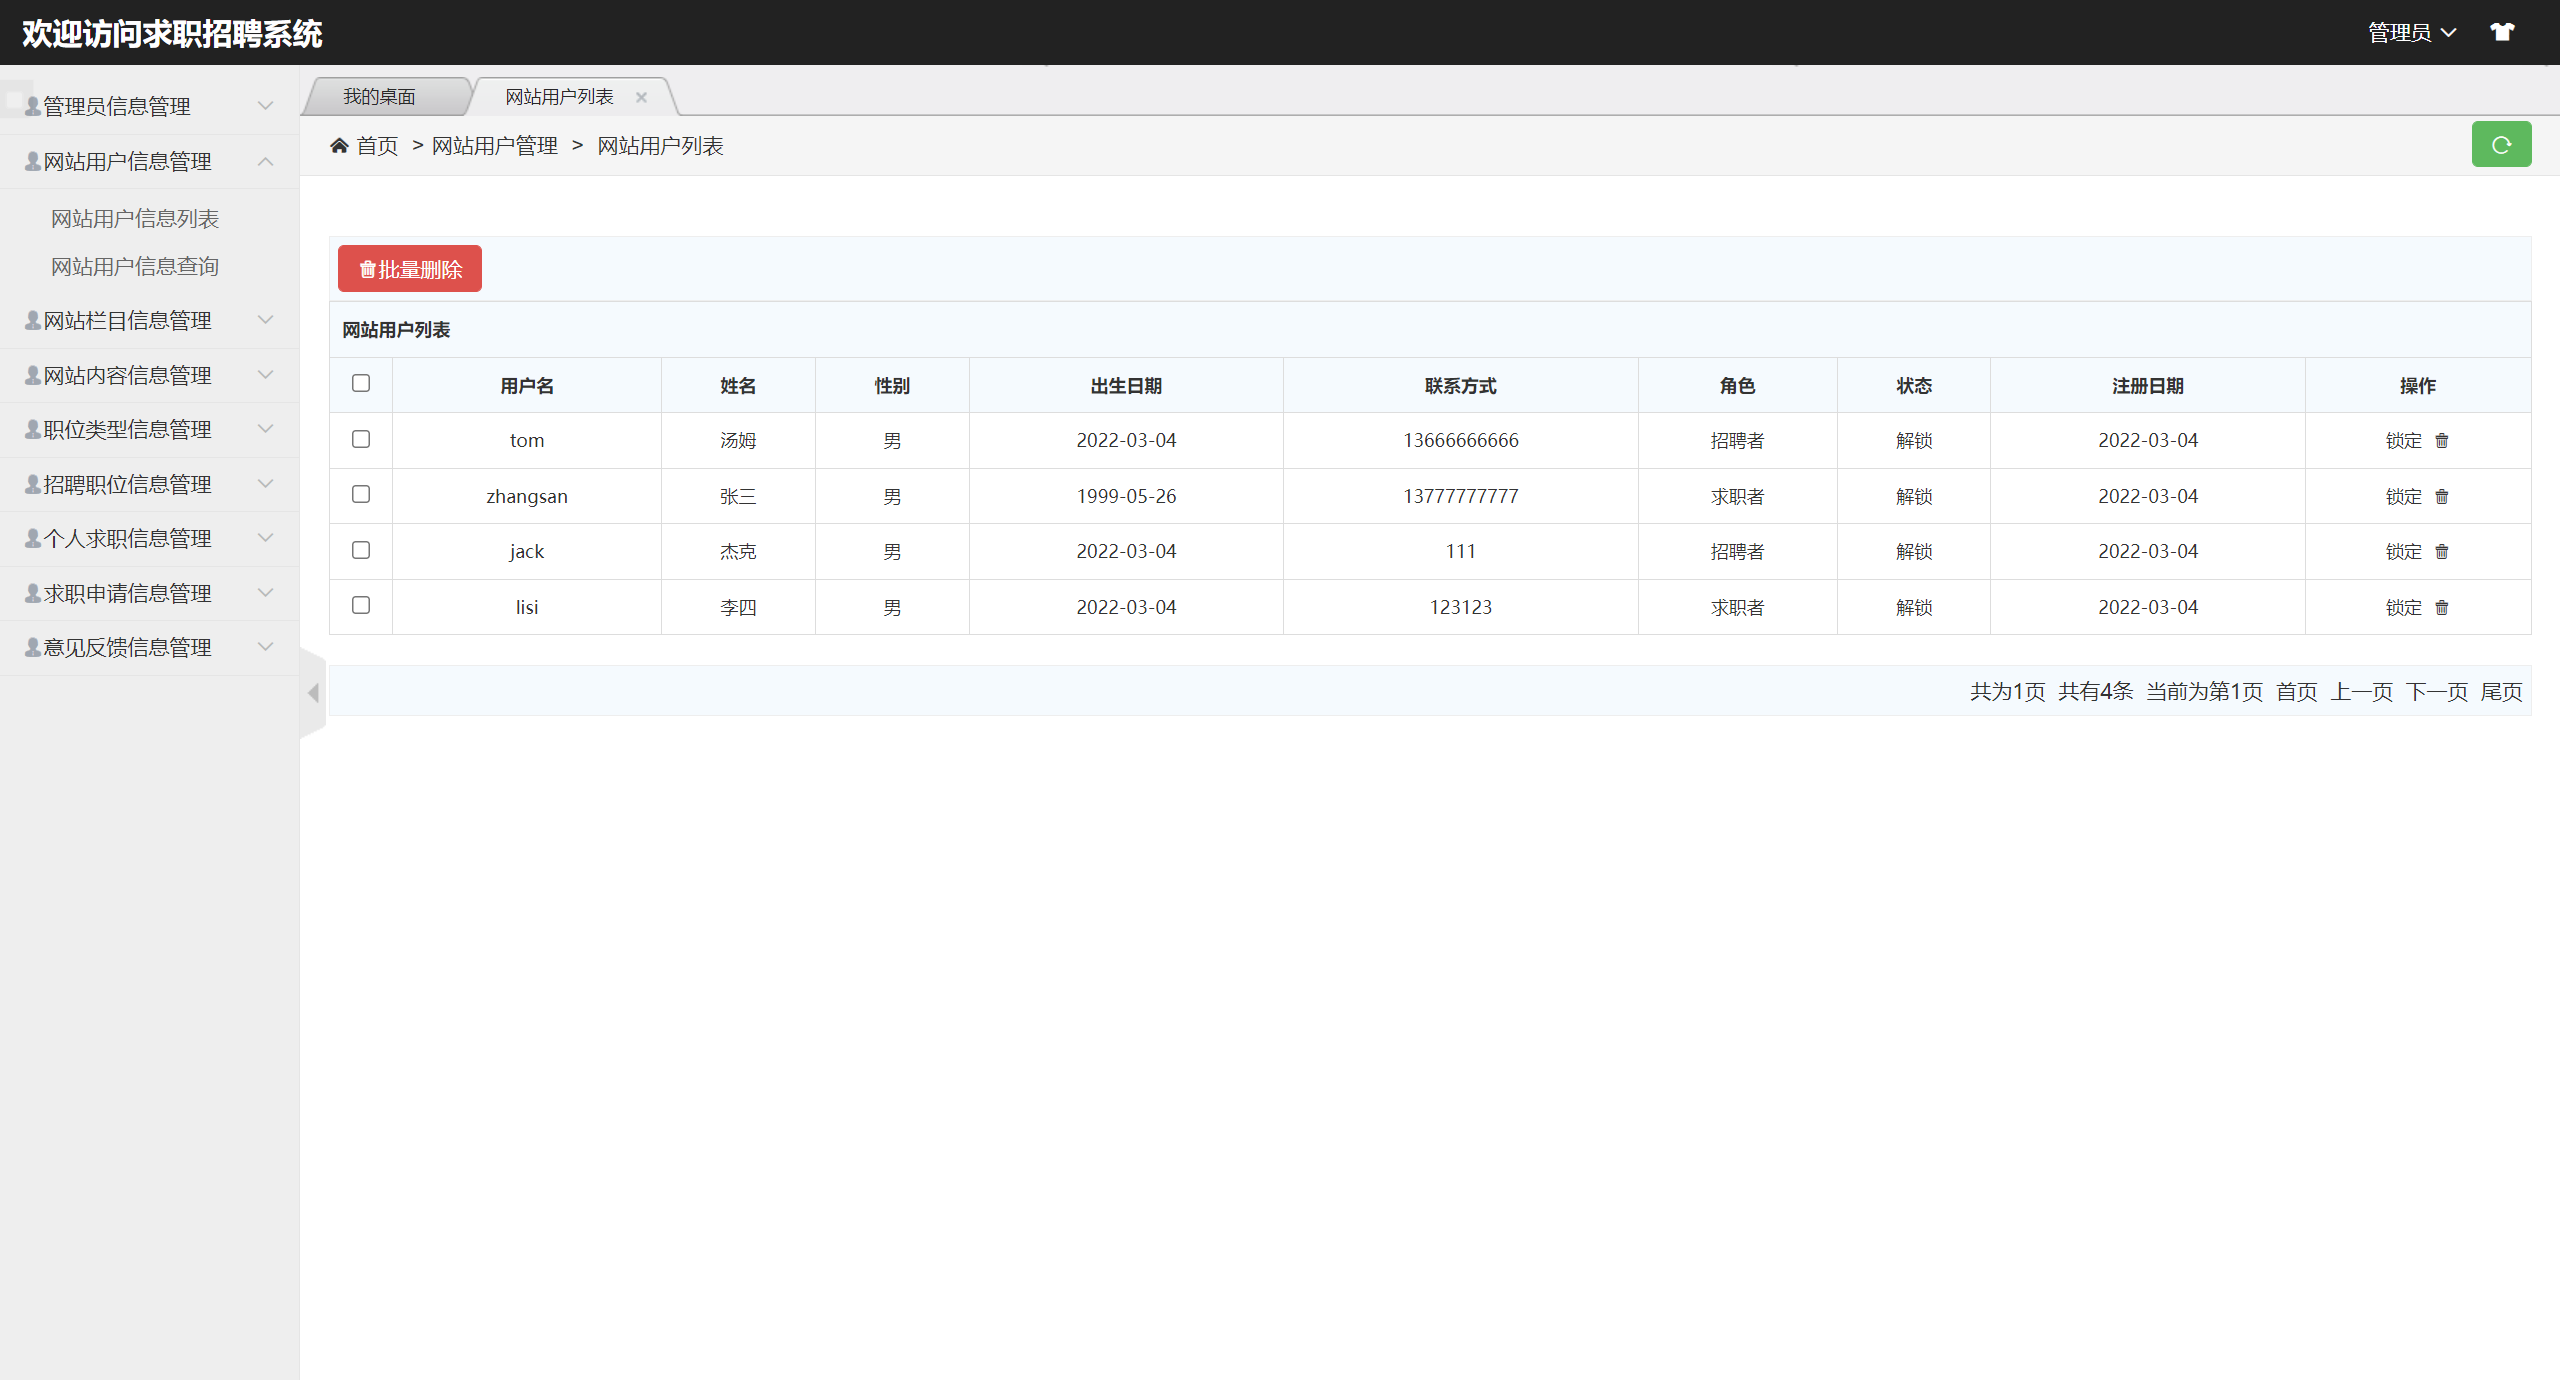 欢迎访问求职招聘系统
管理员
管理员信息管理
网站用户信息管理
网站用户信息列表
网站用户信息查询
网站栏目信息管理
网站内容信息管理
职位类型信息管理
招聘职位信息管理
个人求职信息管理
求职申请信息管理
意见反馈信息管理
我的桌面 网站用户列表
首页 > 网站用户管理 > 网站用户列表
批量删除
网站用户列表
用户名 姓名 性别 出生日期 联系方式 角色 状态 注册日期 操作
tom 汤姆 男 2022-03-04 13666666666 招聘者 解锁 2022-03-04 锁定
zhangsan 张三 男 1999-05-26 13777777777 求职者 解锁 2022-03-04 锁定
jack 杰克 男 2022-03-04 111 招聘者 解锁 2022-03-04 锁定
lisi 李四 男 2022-03-04 123123 求职者 解锁 2022-03-04 锁定
共为1页 共有4条 当前为第1页 首页 上一页 下一页 尾页